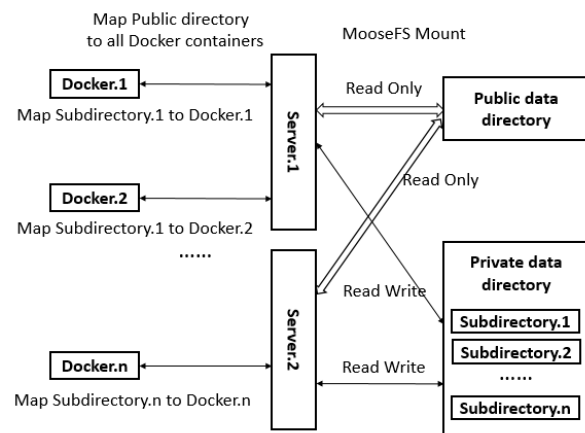 Map Public directory
to all Docker containers
MooseFS Mount
Docker.1
Map Subdirectory.1 to Docker.1
Server.1
Read Only
Public data
directory
Docker.2
Map Subdirectory.1 to Docker.2
......
Read Only
Server.2
Read Write
Private data
directory
Subdirectory.1
Subdirectory.2
......
Subdirectory.n
Docker.n
Map Subdirectory.n to Docker.n
Read Write